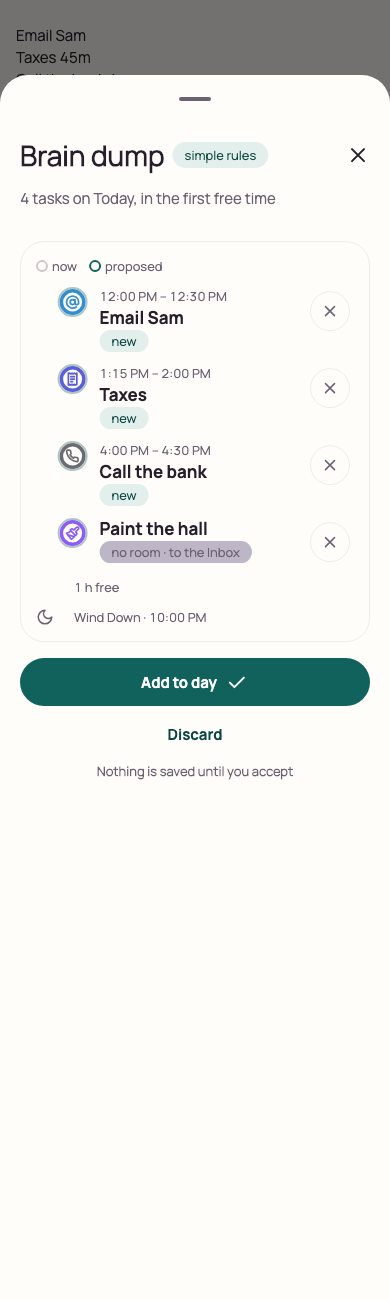 Email Sam
Taxes 45m
Brain dump simple rules
4 tasks on Today, in the first free time
now proposed
12:00 PM – 12:30 PM
Email Sam
new
1:15 PM – 2:00 PM
Taxes
new
4:00 PM – 4:30 PM
Call the bank
new
Paint the hall
no room · to the Inbox
1 h free
Wind Down · 10:00 PM
Add to day
Discard
Nothing is saved until you accept